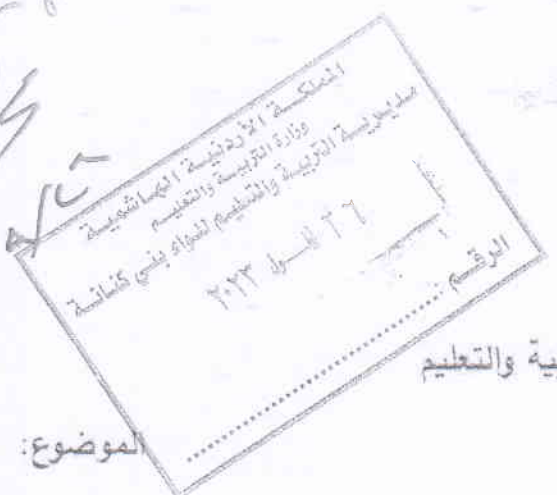 المملكة الأردنية الهاشمية
وزارة التربية والتعليم
مديرية التربية والتعليم للواء بني كنانة
٢٦ أيلول ٢٠٢٣
الرقم :
ية والتعليم
الموضوع: